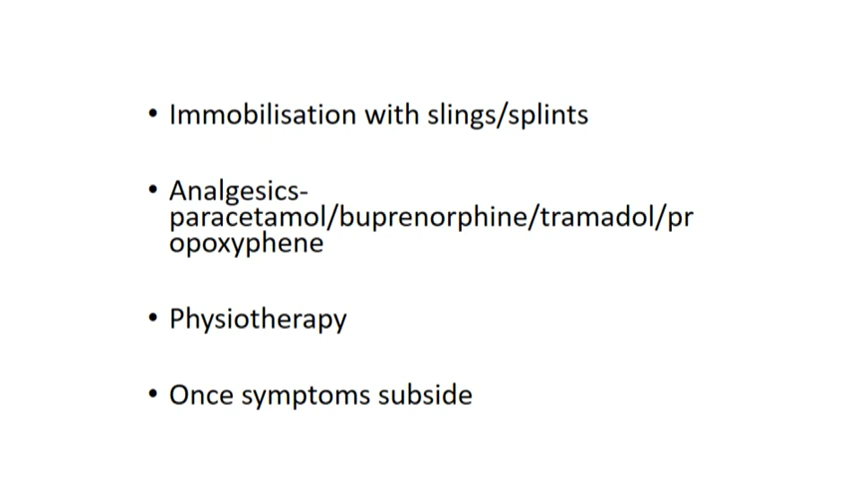 • Immobilisation with slings/splints
• Analgesics-
paracetamol/buprenorphine/tramadol/pr
opoxyphene
• Physiotherapy
• Once symptoms subside